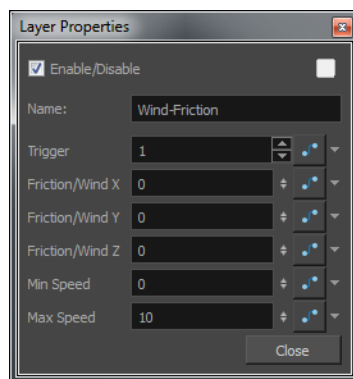 Layer Properties
Enable/Disable
Name: Wind-Friction
Trigger 1
Friction/Wind X 0
Friction/Wind Y 0
Friction/Wind Z 0
Min Speed 0
Max Speed 10
Close